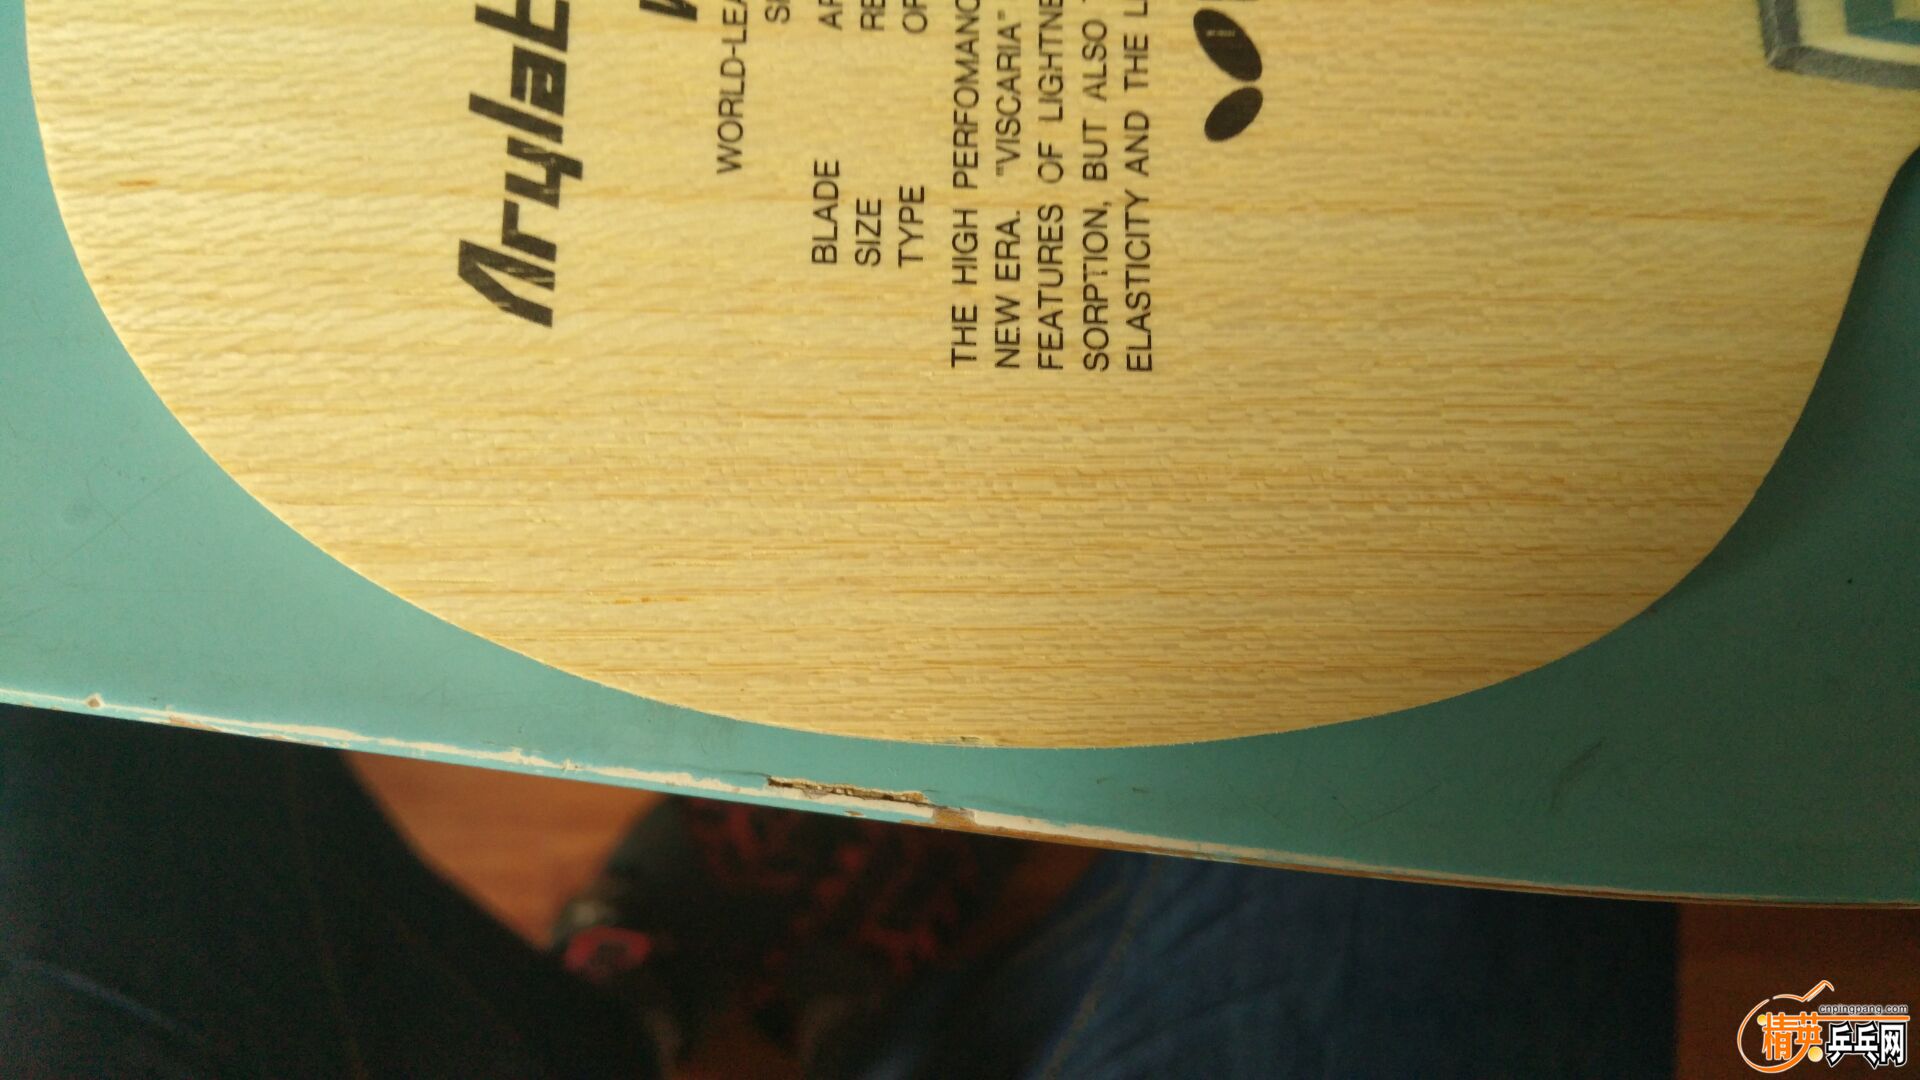 Arylat
WORLD-LEA
BLADE
SIZE
TYPE
THE HIGH PERFOMANC
NEW ERA. "VISCARIA"
FEATURES OF LIGHTNE
SORPTION, BUT ALSO
ELASTICITY AND THE L
cnpingpang.com
精英乒乓网